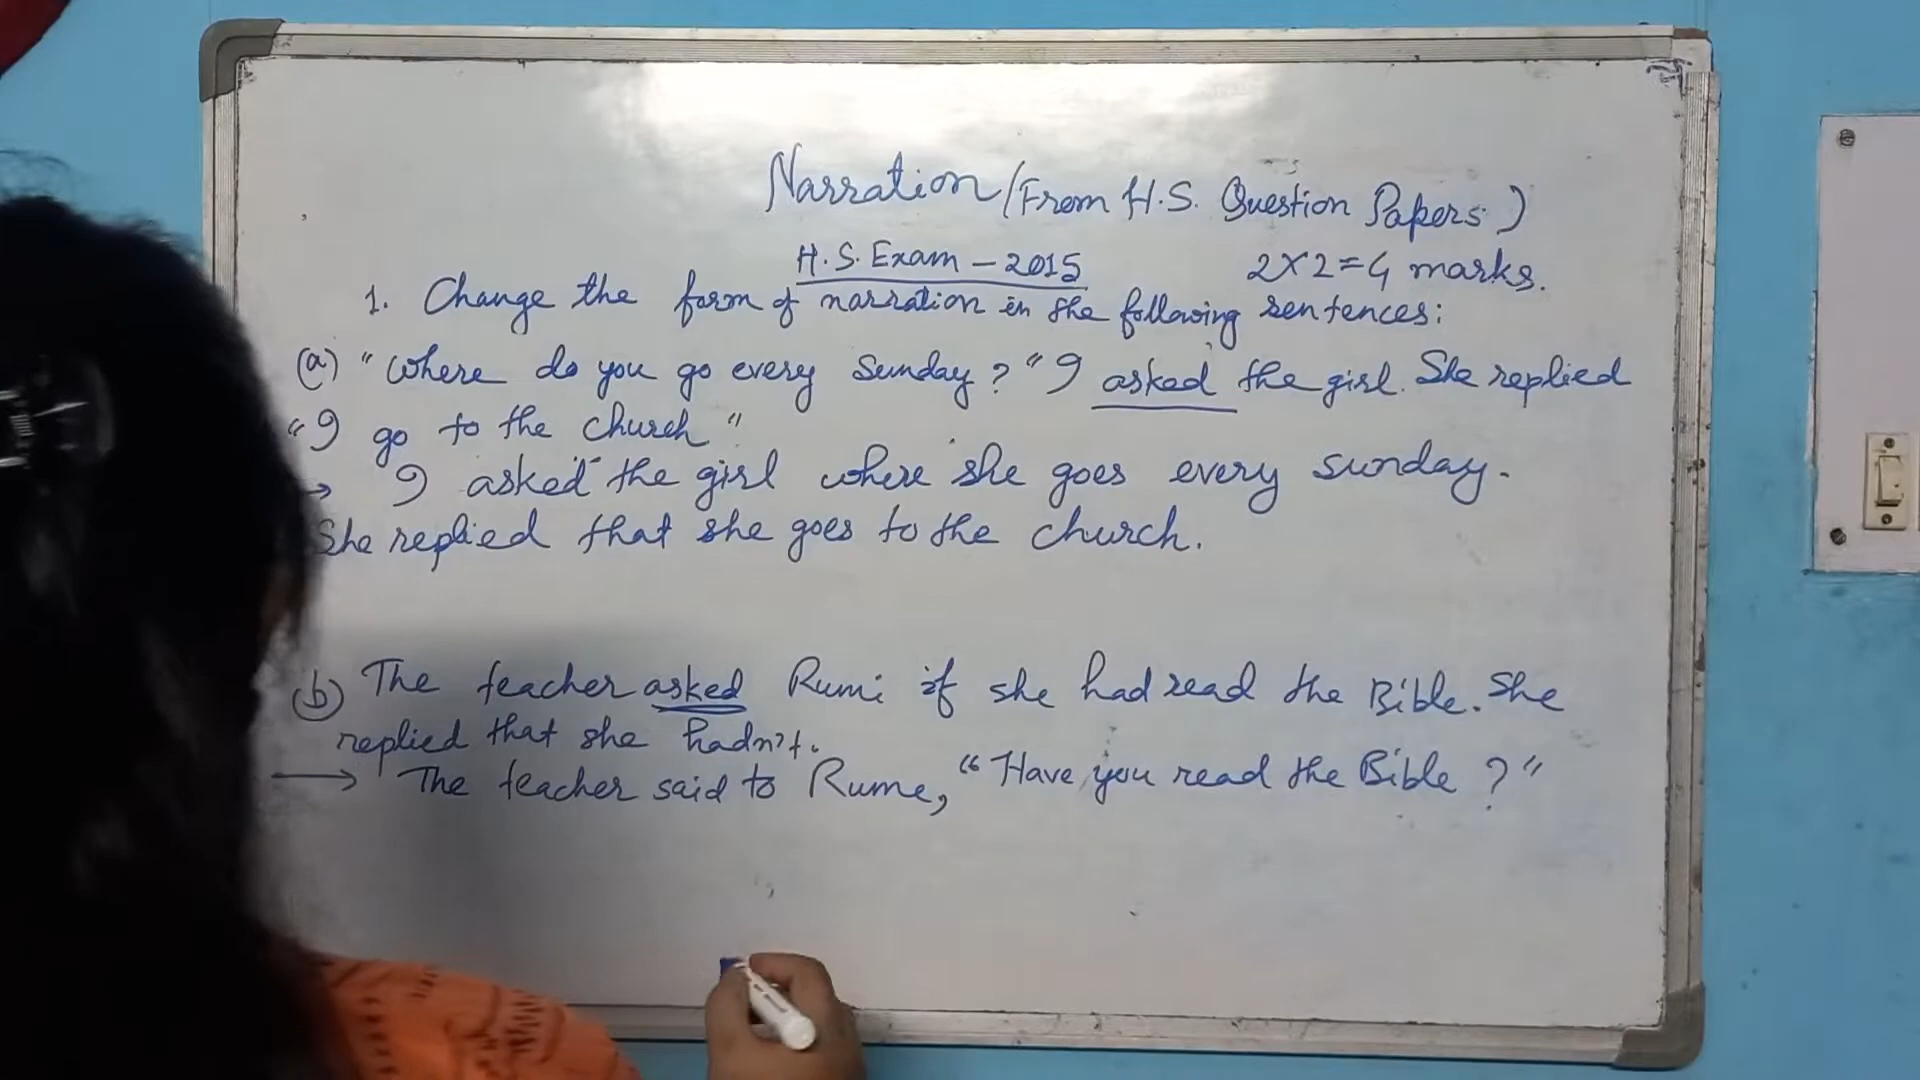 Narration (From H.S. Question Papers)
H.S. Exam - 2015 2x2=4 marks.
1. Change the form of narration in the following sentences:
(a) "Where do you go every Sunday?" I asked the girl. She replied
"I go to the church"
→ I asked the girl where she goes every sunday.
She replied that she goes to the church.
(b) The teacher asked Rumi if she had read the Bible. She
replied that she hadn't.
→ The teacher said to Rume, "Have you read the Bible?"